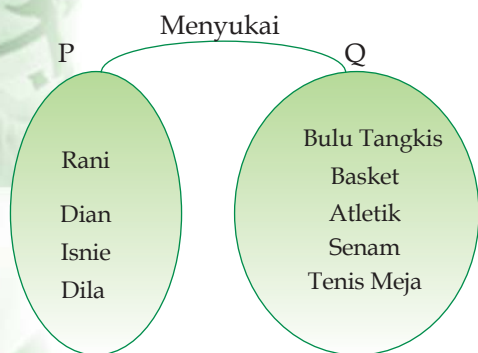 Menyukai
P
Q
Rani
Dian
Isnie
Dila
Bulu Tangkis
Basket
Atletik
Senam
Tenis Meja